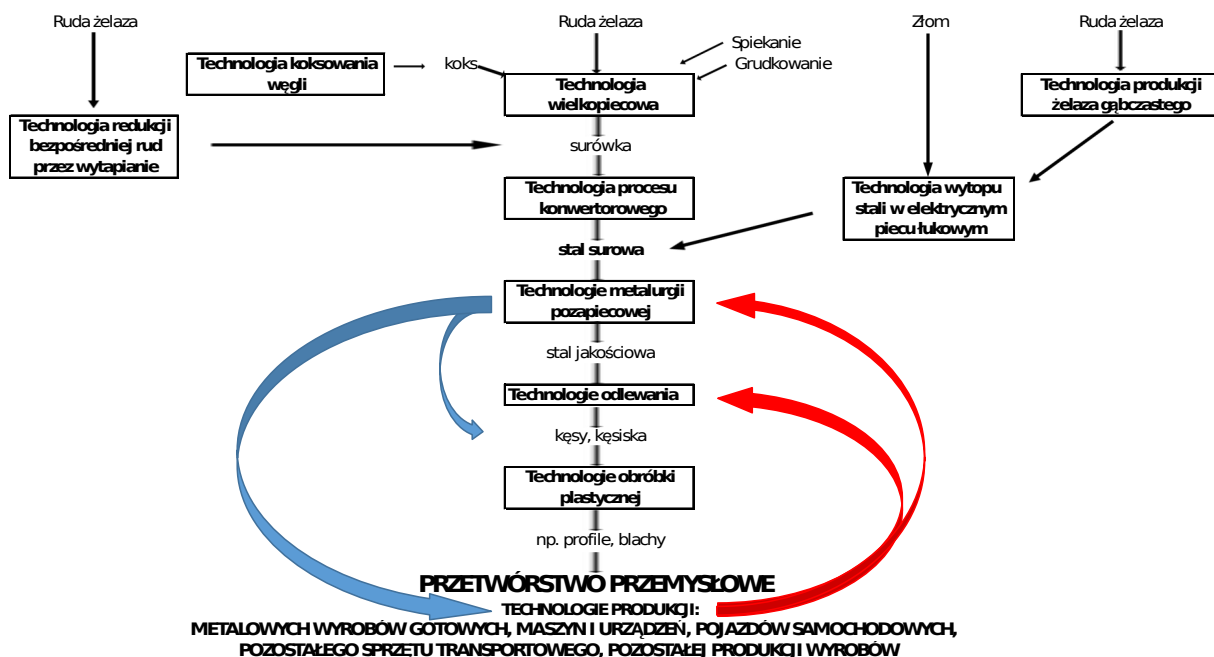 Ruda żelaza
Ruda żelaza
Złom
Ruda żelaza
Technologia koksowania
węgli
koks
Spiekanie
Grudkowanie
Technologia
wielkopiecowa
Technologia produkcji
żelaza gąbczastego
Technologia redukcji
bezpośredniej rud
przez wytapianie
surówka
Technologia procesu
konwertorowego
Technologia wytopu
stali w elektrycznym
piecu łukowym
stal surowa
Technologie metalurgii
pozapiecowej
stal jakościowa
Technologie odlewania
kęsy, kęsiska
Technologie obróbki
plastycznej
np. profile, blachy
PRZETWÓRSTWO PRZEMYSŁOWE
TECHNOLOGIE PRODUKCJI:
METALOWYCH WYROBÓW GOTOWYCH, MASZYN I URZĄDZEŃ, POJAZDÓW SAMOCHODOWYCH,
POZOSTAŁEGO SPRZĘTU TRANSPORTOWEGO, POZOSTAŁEJ PRODUKCJI WYROBÓW